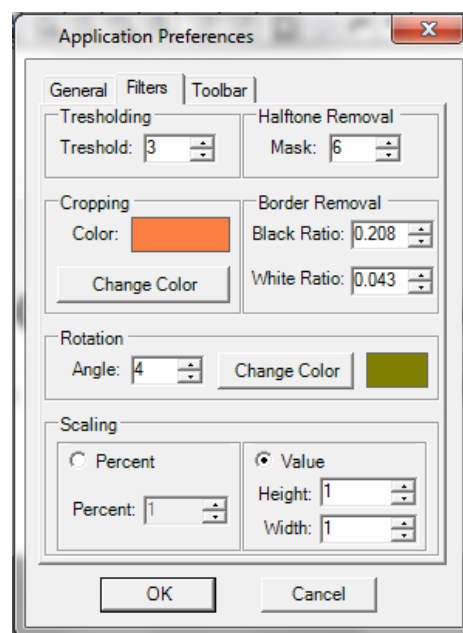 Application Preferences
General Filters Toolbar
Tresholding
Treshold: 3
Halftone Removal
Mask: 6
Cropping
Color:
Change Color
Border Removal
Black Ratio: 0.208
White Ratio: 0.043
Rotation
Angle: 4 Change Color
Scaling
Percent
Percent: 1
Value
Height: 1
Width: 1
OK Cancel